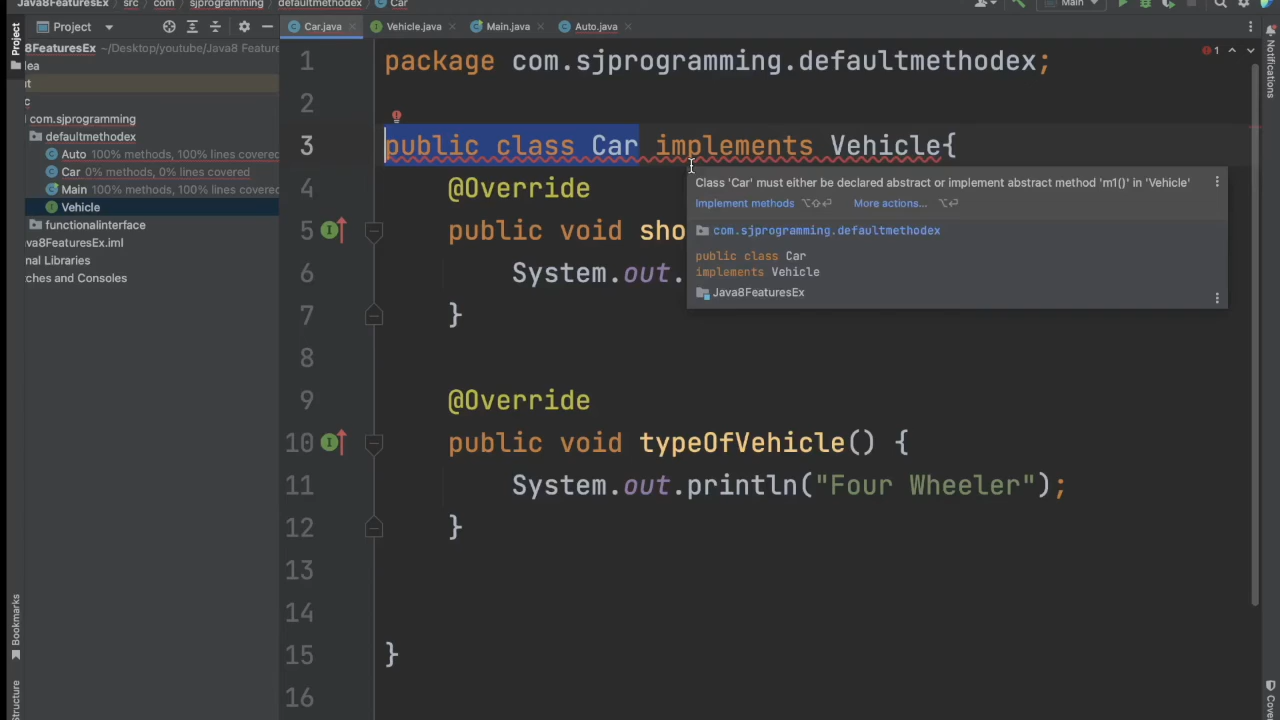 Java8FeaturesEx src com sjprogramming defaultmethodex Car Main
Project Car.java Vehicle.java Main.java Auto.java
8FeaturesEx ~/Desktop/youtube/Java8 Feature
dea
t
c
com.sjprogramming
defaultmethodex
Auto 100% methods, 100% lines covered
Car 0% methods, 0% lines covered
Main 100% methods, 100% lines covered
Vehicle
functionalinterface
va8FeaturesEx.iml
nal Libraries
ches and Consoles
Project
Bookmarks
Structure
1 package com.sjprogramming.defaultmethodex;
2
3 public class Car implements Vehicle{
4 @Override
5 public void sho
6 System.out.
7 }
8
9 @Override
10 public void typeOfVehicle() {
11 System.out.println("Four Wheeler");
12 }
13
14
15 }
16
Class 'Car' must either be declared abstract or implement abstract method 'm1()' in 'Vehicle'
Implement methods ⌥⇧⏎ More actions... ⌥⏎
com.sjprogramming.defaultmethodex
public class Car
implements Vehicle
Java8FeaturesEx
1
Notifications
Cove